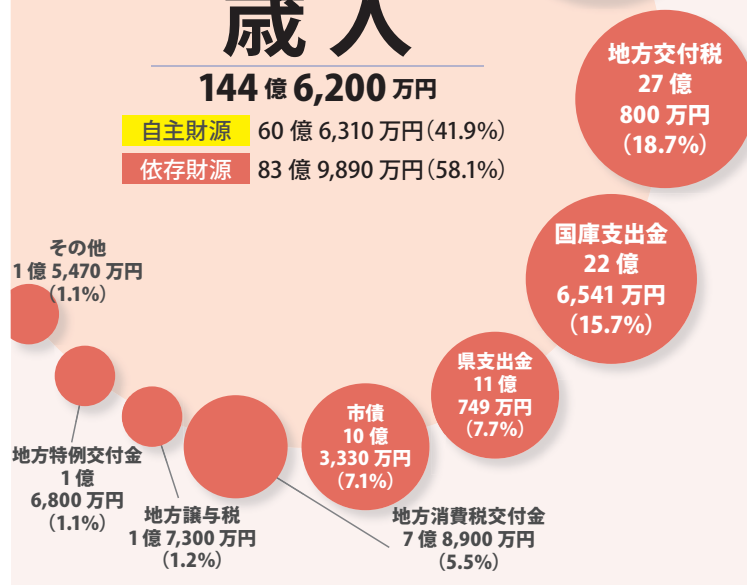 歳入
144億6,200万円
自主財源 60億6,310万円(41.9%)
依存財源 83億9,890万円(58.1%)
地方交付税
27億
800万円
(18.7%)
国庫支出金
22億
6,541万円
(15.7%)
県支出金
11億
749万円
(7.7%)
市債
10億
3,330万円
(7.1%)
地方消費税交付金
7億8,900万円
(5.5%)
地方譲与税
1億7,300万円
(1.2%)
地方特例交付金
1億
6,800万円
(1.1%)
その他
1億5,470万円
(1.1%)